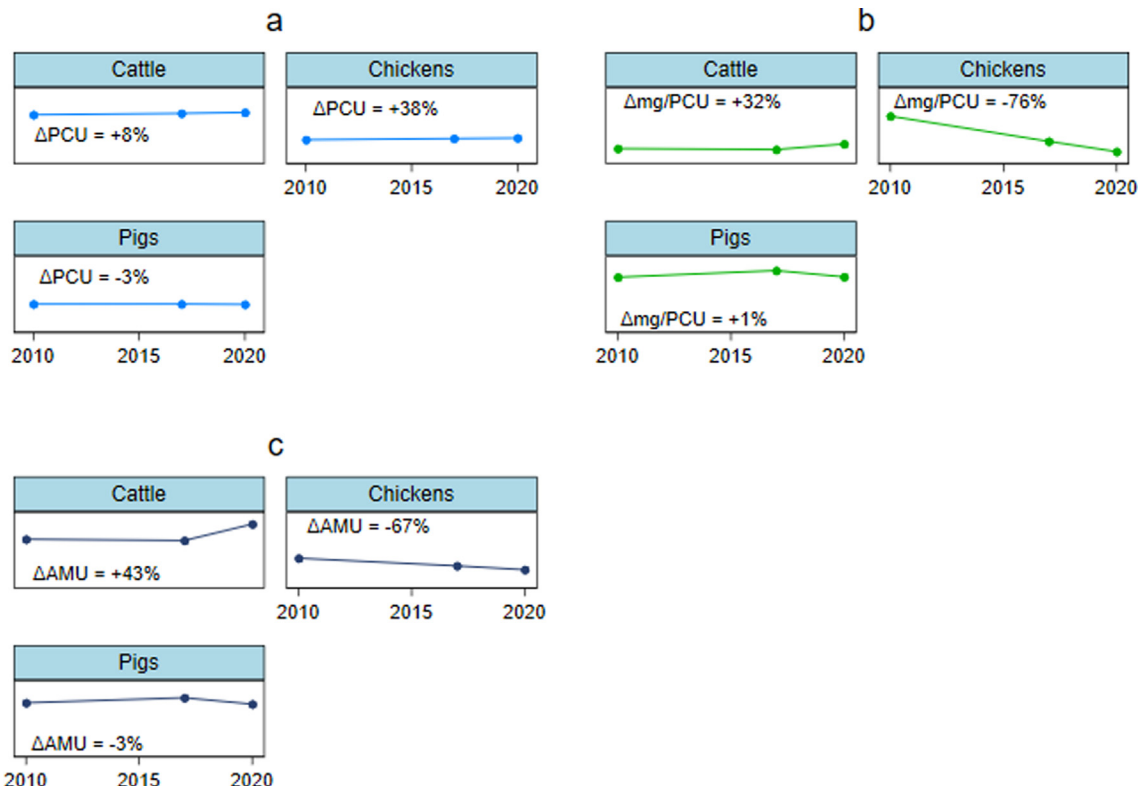 a
Cattle
Chickens
ΔPCU = +8%
ΔPCU = +38%
2010 2015 2020
Pigs
ΔPCU = -3%
2010 2015 2020
b
Cattle
Chickens
Δmg/PCU = +32%
Δmg/PCU = -76%
2010 2015 2020
Pigs
Δmg/PCU = +1%
2010 2015 2020
c
Cattle
Chickens
ΔAMU = +43%
ΔAMU = -67%
2010 2015 2020
Pigs
ΔAMU = -3%
2010 2015 2020